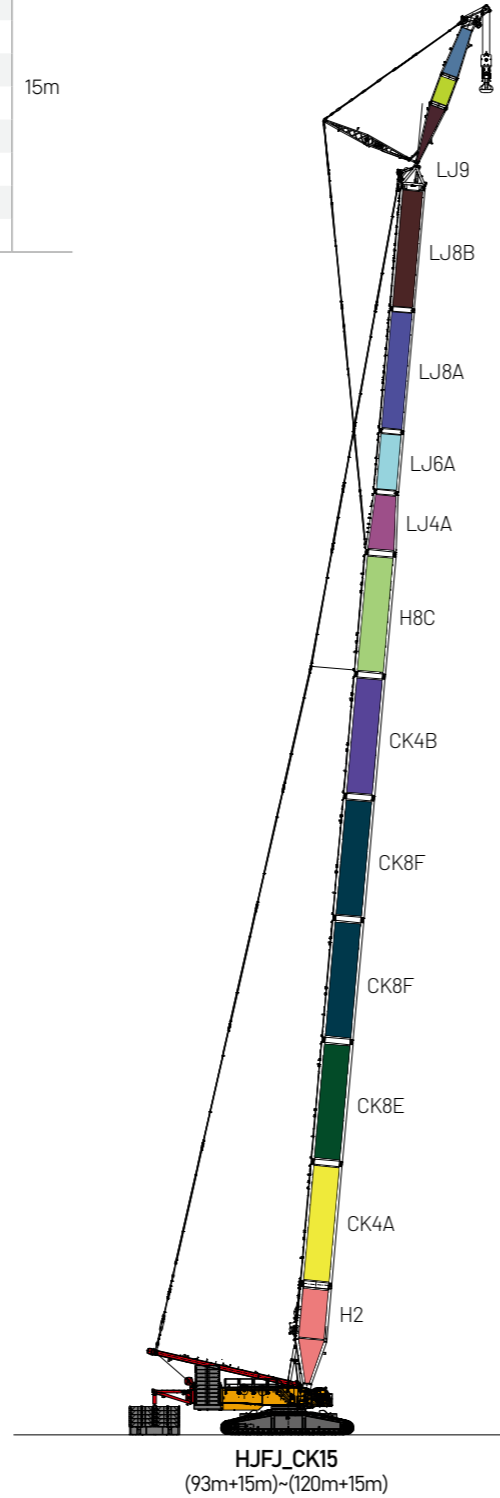 15m
LJ9
LJ8B
LJ8A
LJ6A
LJ4A
H8C
CK4B
CK8F
CK8F
CK8E
CK4A
H2
HJFJ_CK15
(93m+15m)~(120m+15m)